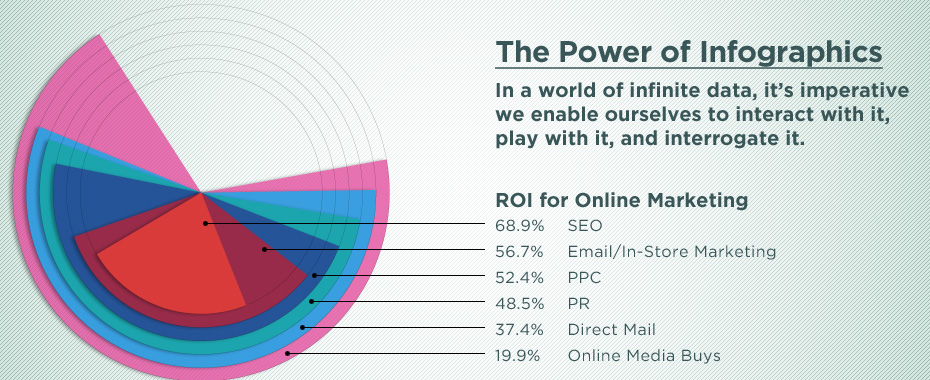 The Power of Infographics
In a world of infinite data, it's imperative
we enable ourselves to interact with it,
play with it, and interrogate it.
ROI for Online Marketing
68.9% SEO
56.7% Email/In-Store Marketing
52.4% PPC
48.5% PR
37.4% Direct Mail
19.9% Online Media Buys